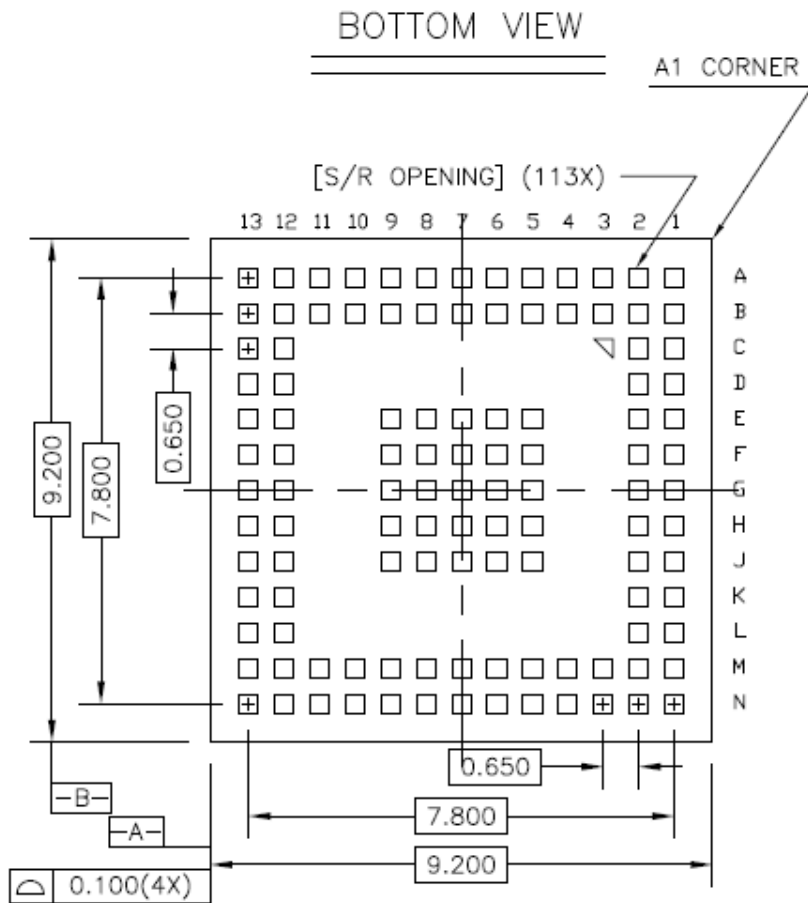 BOTTOM VIEW
A1 CORNER
[S/R OPENING] (113X)
13 12 11 10 9 8 7 6 5 4 3 2 1
A
B
C
D
E
F
G
H
J
K
L
M
N
9.200
7.800
0.650
0.650
7.800
9.200
-B-
-A-
0.100(4X)